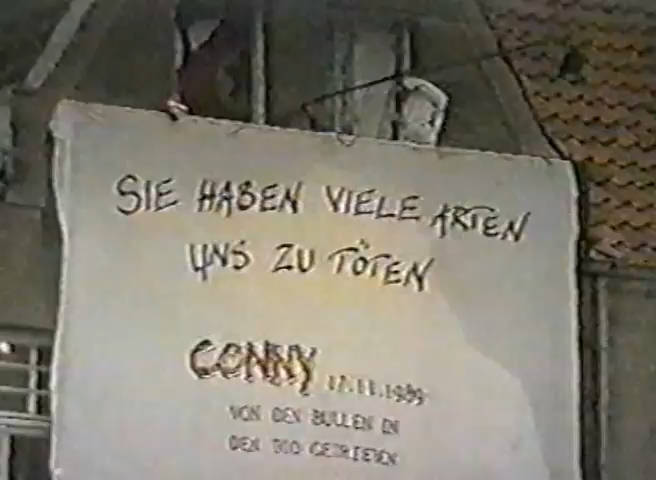 SIE HABEN VIELE ARTEN
UNS ZU TÖTEN
CONNY 17.11.1989
VON DEN BULLEN IN
DEN TOD GETRIEBEN